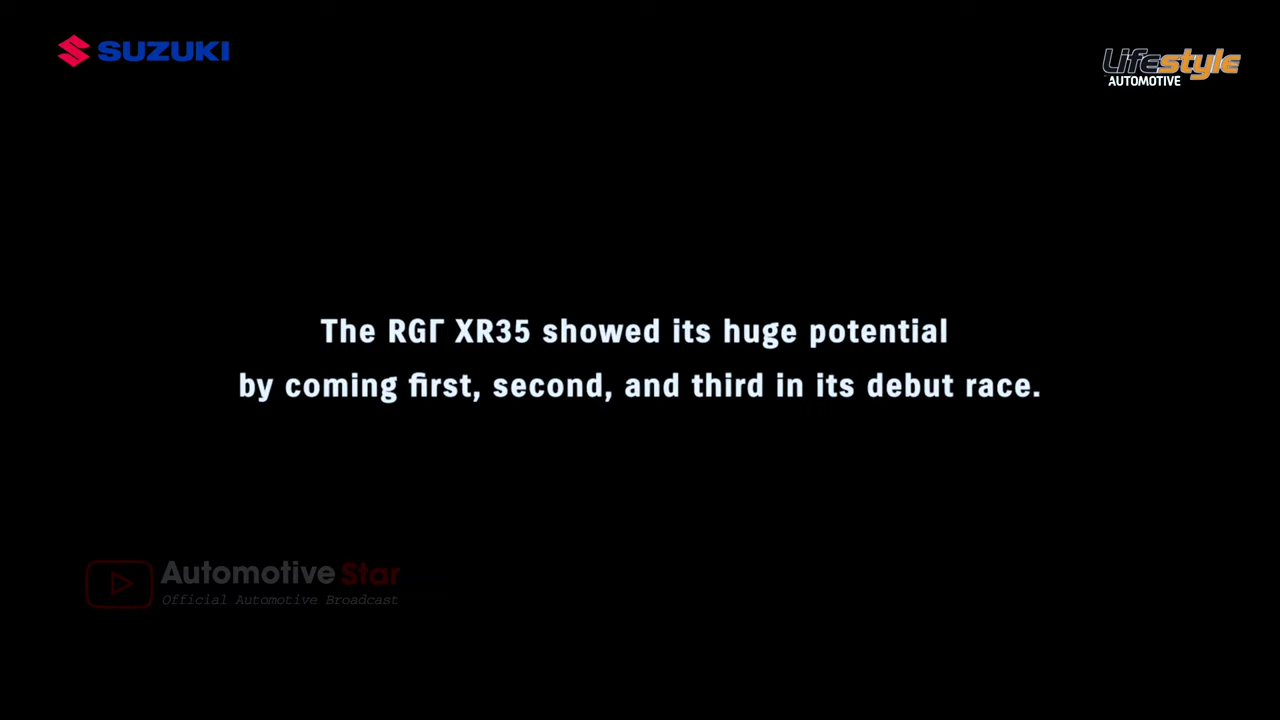 SUZUKI
Lifestyle
AUTOMOTIVE
The RGΓ XR35 showed its huge potential
by coming first, second, and third in its debut race.
Automotive Star
Official Automotive Broadcast